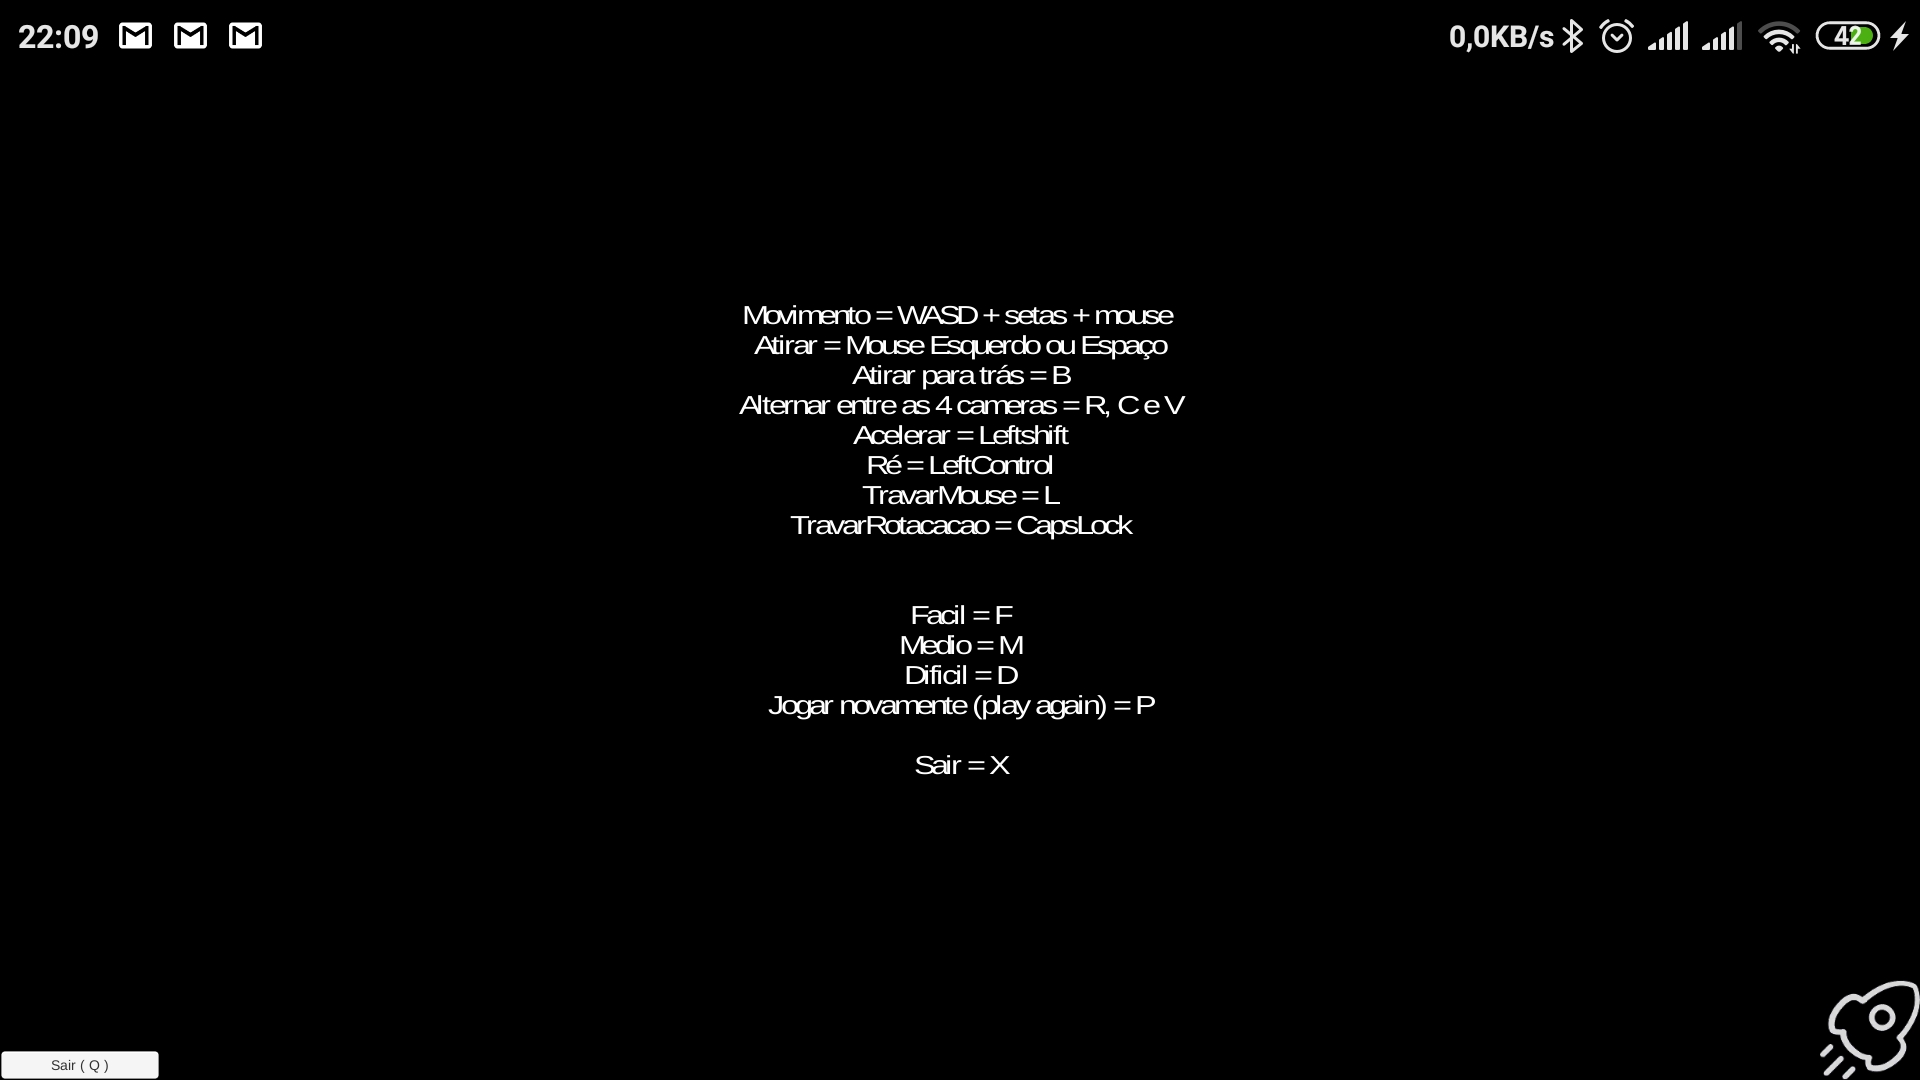 22:09
0,0KB/s
42
Movimento = WASD + setas + mouse
Atirar = Mouse Esquerdo ou Espaço
Atirar para trás = B
Alternar entre as 4 cameras = R, C e V
Acelerar = Leftshift
Ré = LeftControl
TravarMouse = L
TravarRotacacao = CapsLock
Facil = F
Medio = M
Dificil = D
Jogar novamente (play again) = P
Sair = X
Sair ( Q )